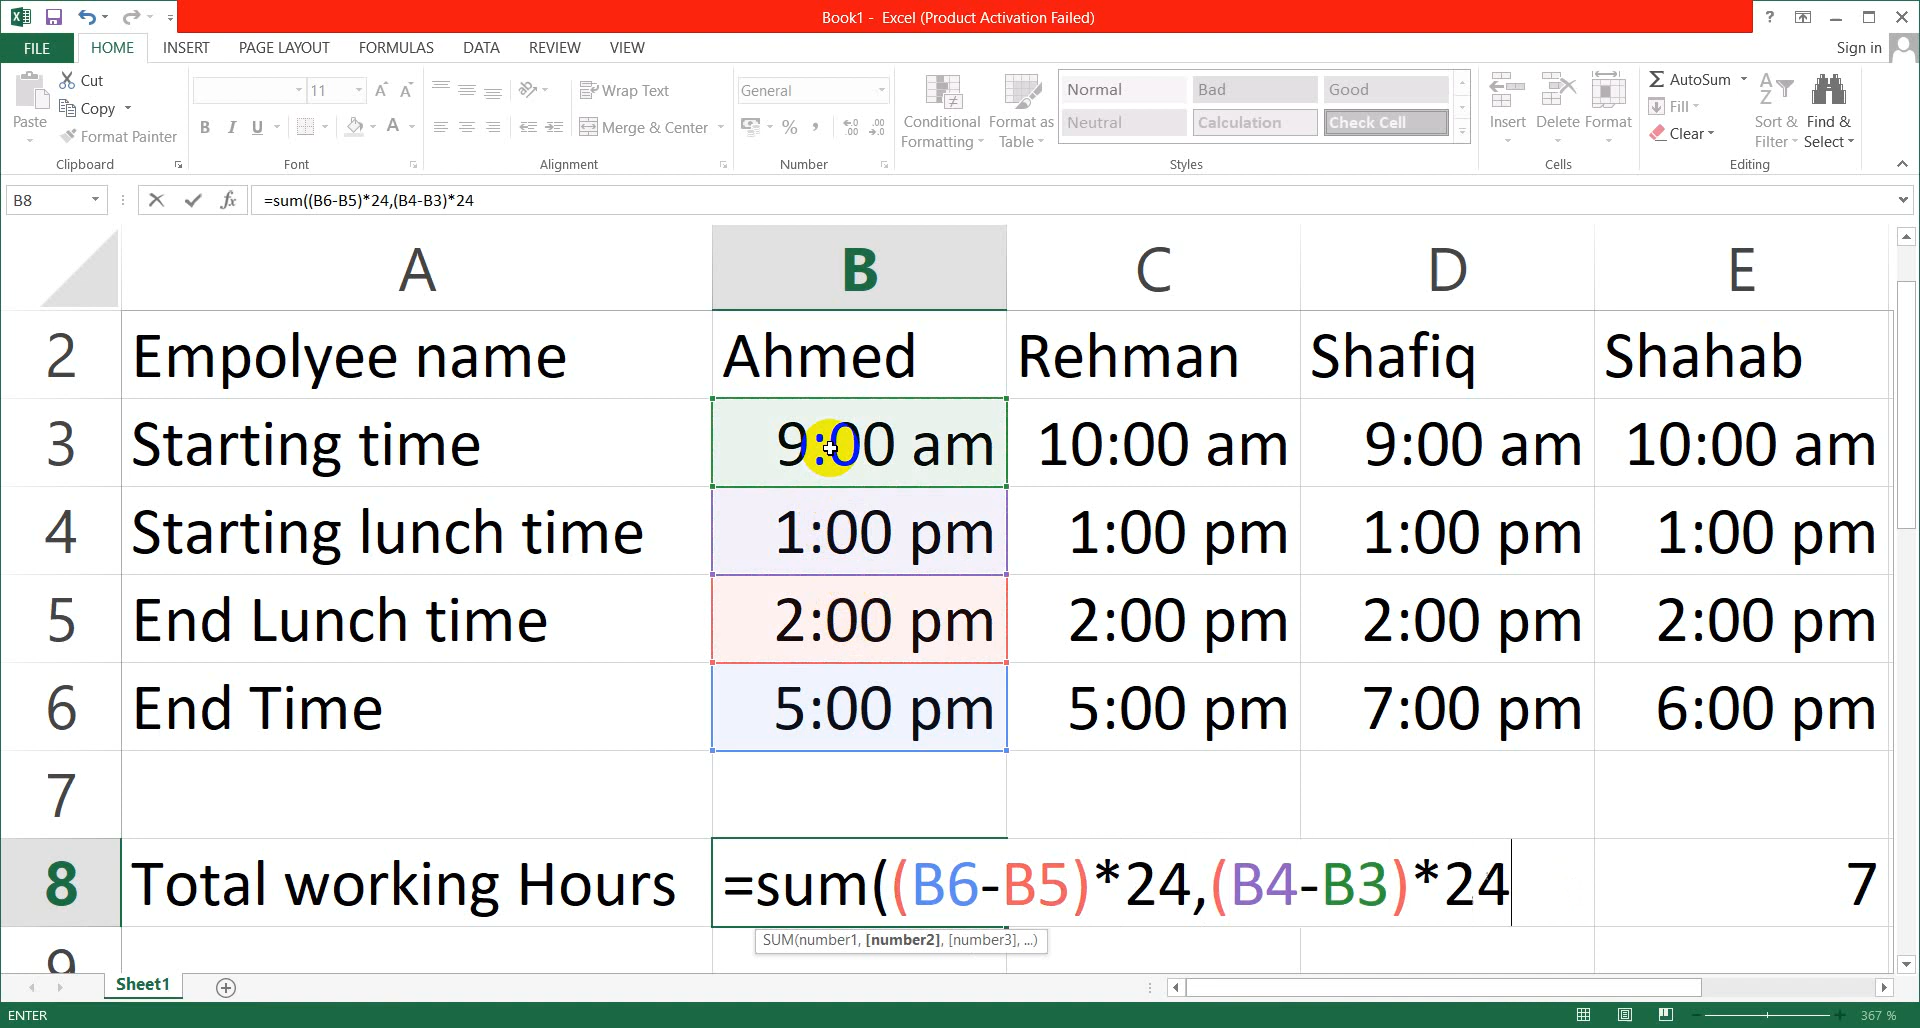 Book1 - Excel (Product Activation Failed)
?
FILE HOME INSERT PAGE LAYOUT FORMULAS DATA REVIEW VIEW Sign in
Paste
Cut
Copy
Format Painter
Clipboard
11
A A
B I U A
Font
Wrap Text
Merge & Center
Alignment
General
% , .00 .0
Number
Conditional Formatting
Format as Table
Normal Bad Good
Neutral Calculation Check Cell
Styles
Insert Delete Format
Cells
Σ AutoSum
Fill
Clear
Sort & Filter
Find & Select
Editing
B8 fx =sum((B6-B5)*24,(B4-B3)*24
A B C D E
2 Empolyee name Ahmed Rehman Shafiq Shahab
3 Starting time 9:00 am 10:00 am 9:00 am 10:00 am
4 Starting lunch time 1:00 pm 1:00 pm 1:00 pm 1:00 pm
5 End Lunch time 2:00 pm 2:00 pm 2:00 pm 2:00 pm
6 End Time 5:00 pm 5:00 pm 7:00 pm 6:00 pm
7
8 Total working Hours =sum((B6-B5)*24,(B4-B3)*24 7
SUM(number1, [number2], [number3], ...)
9
Sheet1
ENTER 367 %